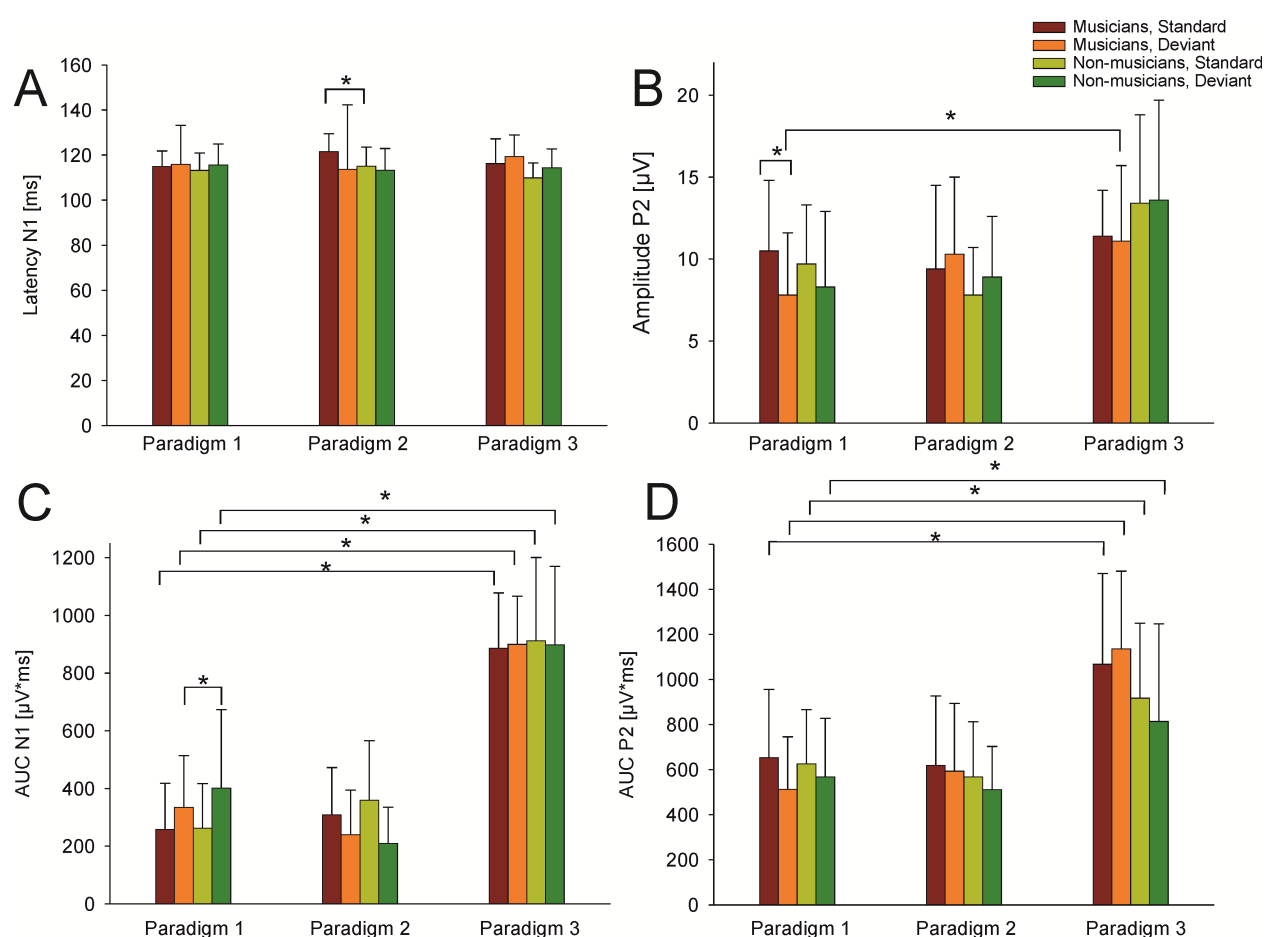 Musicians, Standard
Musicians, Deviant
Non-musicians, Standard
Non-musicians, Deviant
A
160
140
120
100
80
60
40
20
0
Latency N1 [ms]
*
Paradigm 1
Paradigm 2
Paradigm 3
B
20
15
10
5
0
Amplitude P2 [µV]
*
*
Paradigm 1
Paradigm 2
Paradigm 3
C
1200
1000
800
600
400
200
0
AUC N1 [µV*ms]
*
*
*
*
*
Paradigm 1
Paradigm 2
Paradigm 3
D
1600
1400
1200
1000
800
600
400
200
0
AUC P2 [µV*ms]
*
*
*
Paradigm 1
Paradigm 2
Paradigm 3